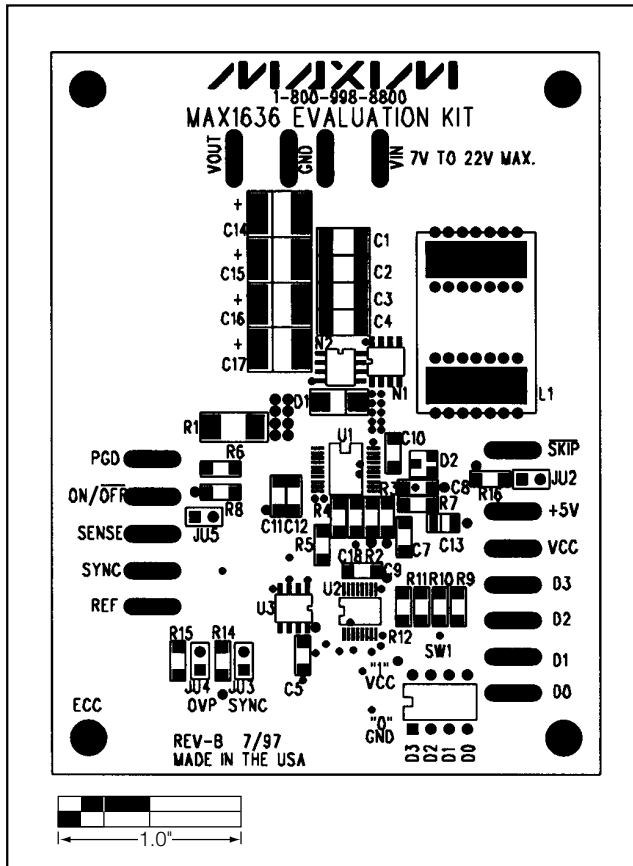 MAXIM
1-800-998-8800
MAX1636 EVALUATION KIT
VOUT
GND
VIN
7V TO 22V MAX.
+
C14
+
C15
+
C16
+
C17
C1
C2
C3
C4
N2
N1
L1
D1
R1
U1
C10
D2
PGD
R6
SKIP
JU2
R16
ON/OFF
R8
C11
C12
R4
R3
C8
R7
+5V
JU5
SENSE
R5
C18
R2
C7
C13
VCC
C9
SYNC
U2
D3
REF
U3
R11
R10
R9
D2
R15
R14
R12
SW1
D1
JU4
JU3
C5
"1"
VCC
OVP
SYNC
D0
ECC
"0"
GND
D3
D2
D1
D0
REV-B 7/97
MADE IN THE USA
1.0"